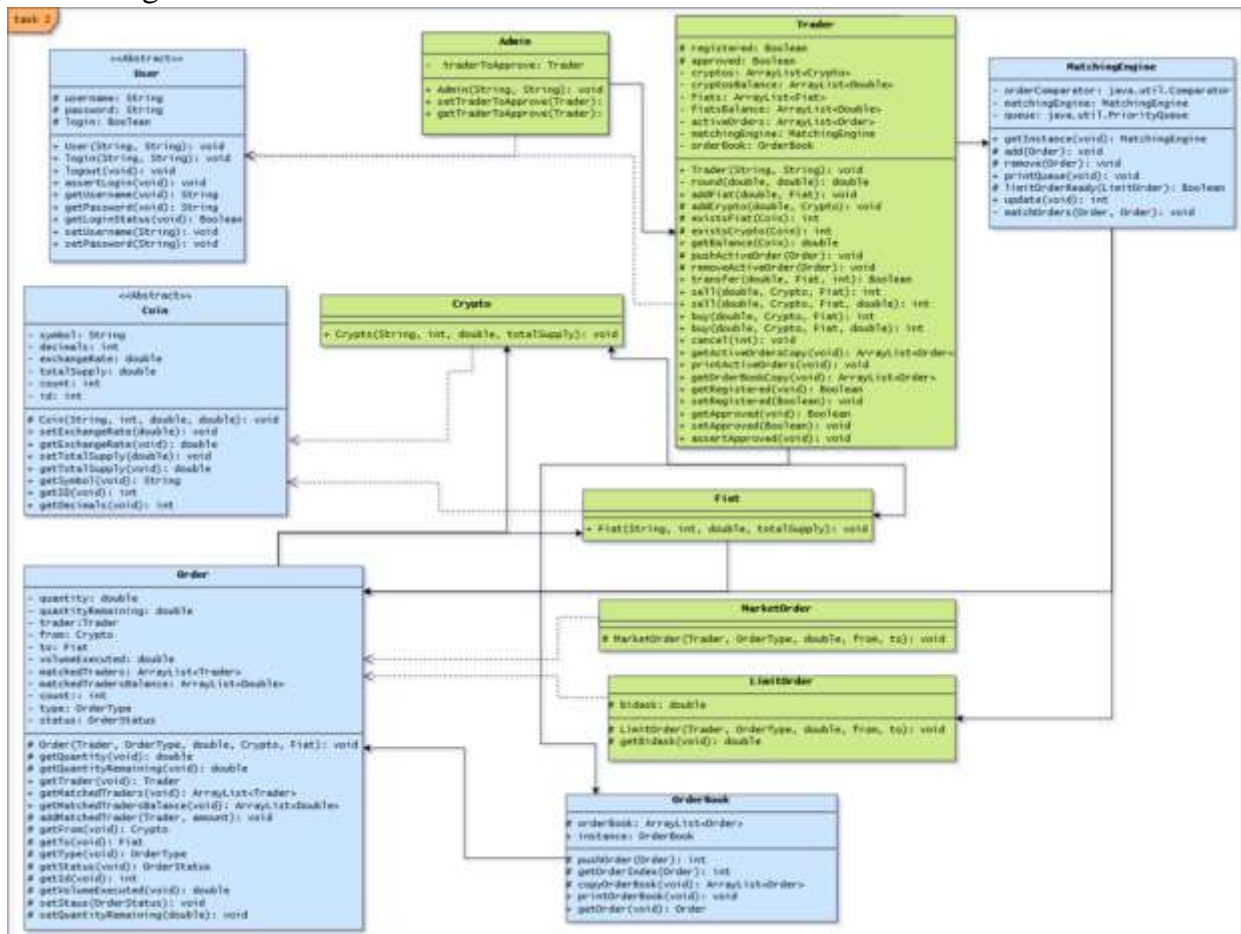 task 2
<<Abstract>>
User
# username: String
# password: String
# login: Boolean
+ User(String, String): void
+ login(String, String): void
+ logout(void): void
+ assertLogin(void): void
+ getUsername(void): String
+ getPassword(void): String
+ getLoginStatus(void): Boolean
+ setUsername(String): void
+ setPassword(String): void
Admin
- traderToApprove: Trader
+ Admin(String, String): void
+ setTraderToApprove(Trader):
+ getTraderToApprove(Trader):
Trader
# registered: Boolean
# approved: Boolean
- cryptos: ArrayList<Crypto>
- cryptosBalance: ArrayList<Double>
- fiats: ArrayList<Fiat>
- fiatsBalance: ArrayList<Double>
- activeOrders: ArrayList<Order>
- matchingEngine: MatchingEngine
- orderBook: OrderBook
+ Trader(String, String): void
- round(double, double): double
+ addFiat(double, Fiat): void
# addCrypto(double, Crypto): void
# existsFiat(Coin): int
# existsCrypto(Coin): int
+ getBalance(Coin): double
# pushActiveOrder(Order): void
# removeActiveOrder(Order): void
+ transfer(double, Fiat, int): Boolean
+ sell(double, Crypto, Fiat): int
+ sell(double, Crypto, Fiat, double): int
+ buy(double, Crypto, Fiat): int
+ buy(double, Crypto, Fiat, double): int
+ cancel(int): void
+ getActiveOrdersCopy(void): ArrayList<Order>
+ printActiveOrders(void): void
+ getOrderBookCopy(void): ArrayList<Order>
+ getRegistered(void): Boolean
+ setRegistered(Boolean): void
+ getApproved(void): Boolean
+ setApproved(Boolean): void
+ assertApproved(void): void
MatchingEngine
- orderComparator: java.util.Comparator
- matchingEngine: MatchingEngine
- queue: java.util.PriorityQueue
+ getInstance(void): MatchingEngine
# add(Order): void
# remove(Order): void
+ printQueue(void): void
# limitOrderReady(LimitOrder): Boolean
+ update(void): int
- matchOrders(Order, Order): void
<<Abstract>>
Coin
- symbol: String
- decimals: int
- exchangeRate: double
- totalSupply: double
- count: int
- id: int
# Coin(String, int, double, double): void
+ setExchangeRate(double): void
+ getExchangeRate(void): double
+ setTotalSupply(double): void
+ getTotalSupply(void): double
+ getSymbol(void): String
+ getID(void): int
+ getDecimals(void): int
Crypto
+ Crypto(String, int, double, totalSupply): void
Fiat
+ Fiat(String, int, double, totalSupply): void
Order
- quantity: double
- quantityRemaining: double
- trader:Trader
- from: Crypto
- to: Fiat
- volumeExecuted: double
- matchedTraders: ArrayList<Trader>
- matchedTradersBalance: ArrayList<Double>
- count:: int
- type: OrderType
- status: OrderStatus
# Order(Trader, OrderType, double, Crypto, Fiat): void
# getQuantity(void): double
# getQuantityRemaining(void): double
+ getTrader(void): Trader
+ getMatchedTraders(void): ArrayList<Trader>
+ getMatchedTradersBalance(void): ArrayList<Double>
# addMatchedTrader(Trader, amount): void
# getFrom(void): Crypto
# getTo(void): Fiat
# getType(void): OrderType
# getStatus(void): OrderStatus
# getId(void): int
# getVolumeExecuted(void): double
# setStaus(OrderStatus): void
# setQuantityRemaining(double): void
MarketOrder
# MarketOrder(Trader, OrderType, double, from, to): void
LimitOrder
# bidask: double
# LimitOrder(Trader, OrderType, double, from, to): void
# getBidask(void): double
OrderBook
# orderBook: ArrayList<Order>
+ instance: OrderBook
# pushOrder(Order): int
# getOrderIndex(Order): int
# copyOrderBook(void): ArrayList<Order>
+ printOrderBook(void): void
+ getOrder(void): Order